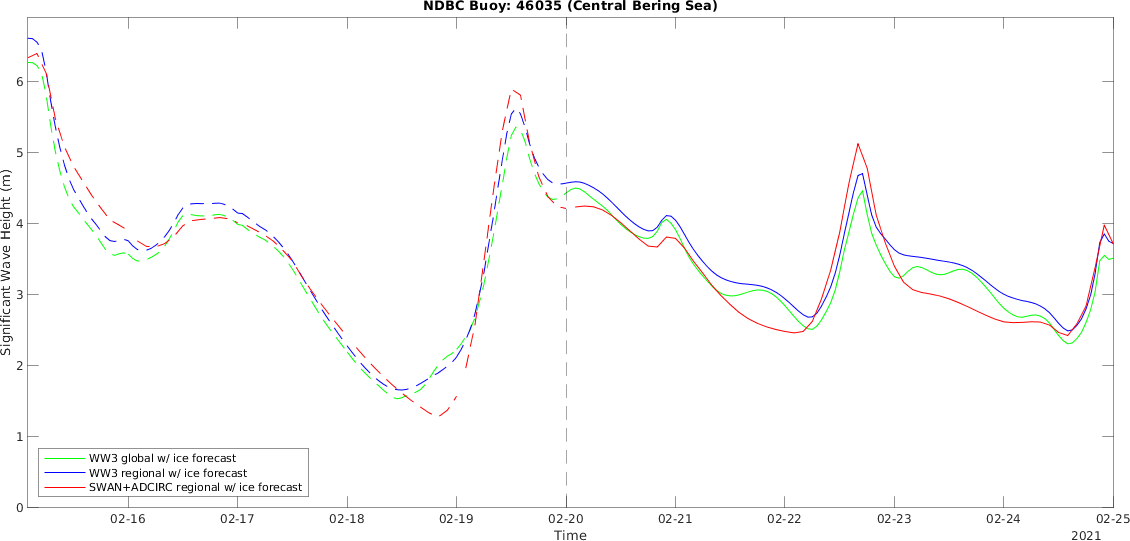 NDBC Buoy: 46035 (Central Bering Sea)
Significant Wave Height (m)
6
5
4
3
2
1
0
WW3 global w/ ice forecast
WW3 regional w/ ice forecast
SWAN+ADCIRC regional w/ ice forecast
02-16 02-17 02-18 02-19 02-20 02-21 02-22 02-23 02-24 02-25
Time
2021